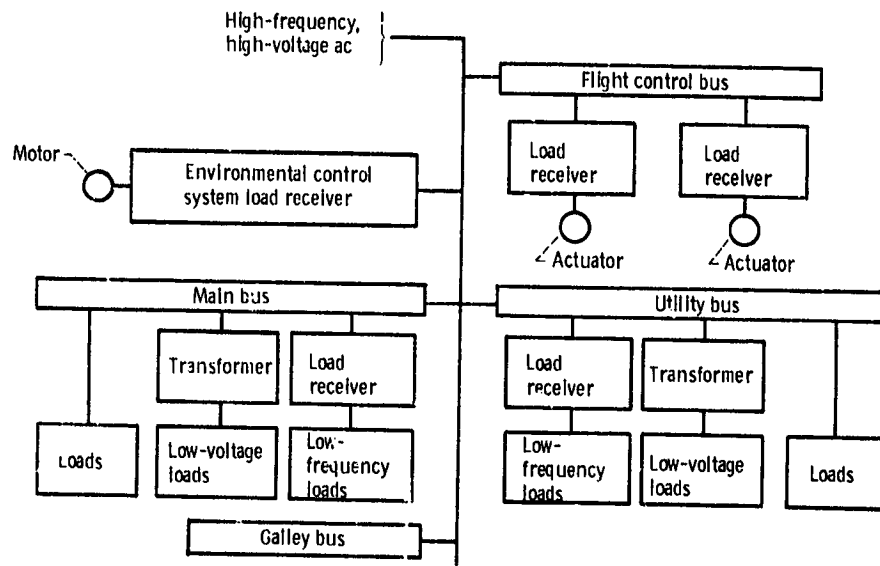 High-frequency,
high-voltage ac
Flight control bus
Load
receiver
Load
receiver
Motor
Environmental control
system load receiver
Actuator
Actuator
Main bus
Utility bus
Transformer
Load
receiver
Load
receiver
Transformer
Loads
Low-voltage
loads
Low-
frequency
loads
Low-
frequency loads
Low-voltage
loads
Loads
Galley bus